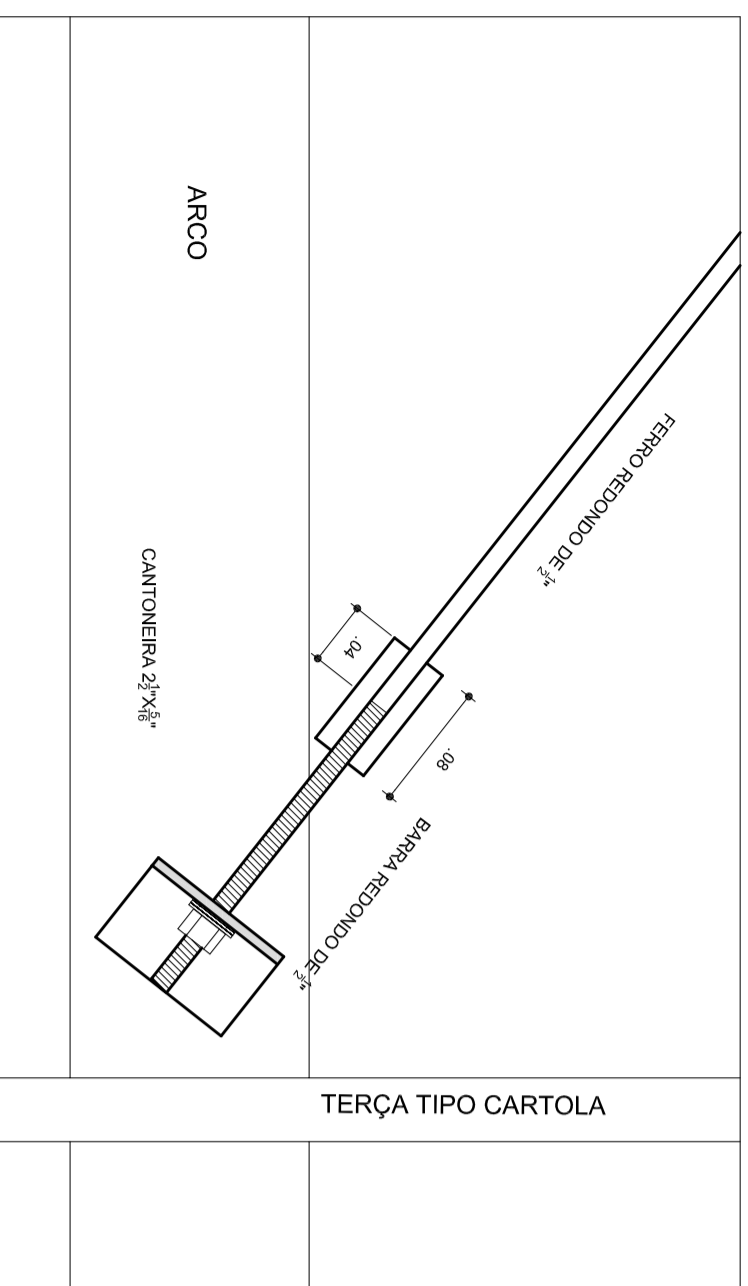 ARCO
FERRO REDONDO DE 1/2"
CANTONEIRA 2 1/2"X5/16"
.04
.08
BARRA REDONDO DE 1/2"
TERÇA TIPO CARTOLA